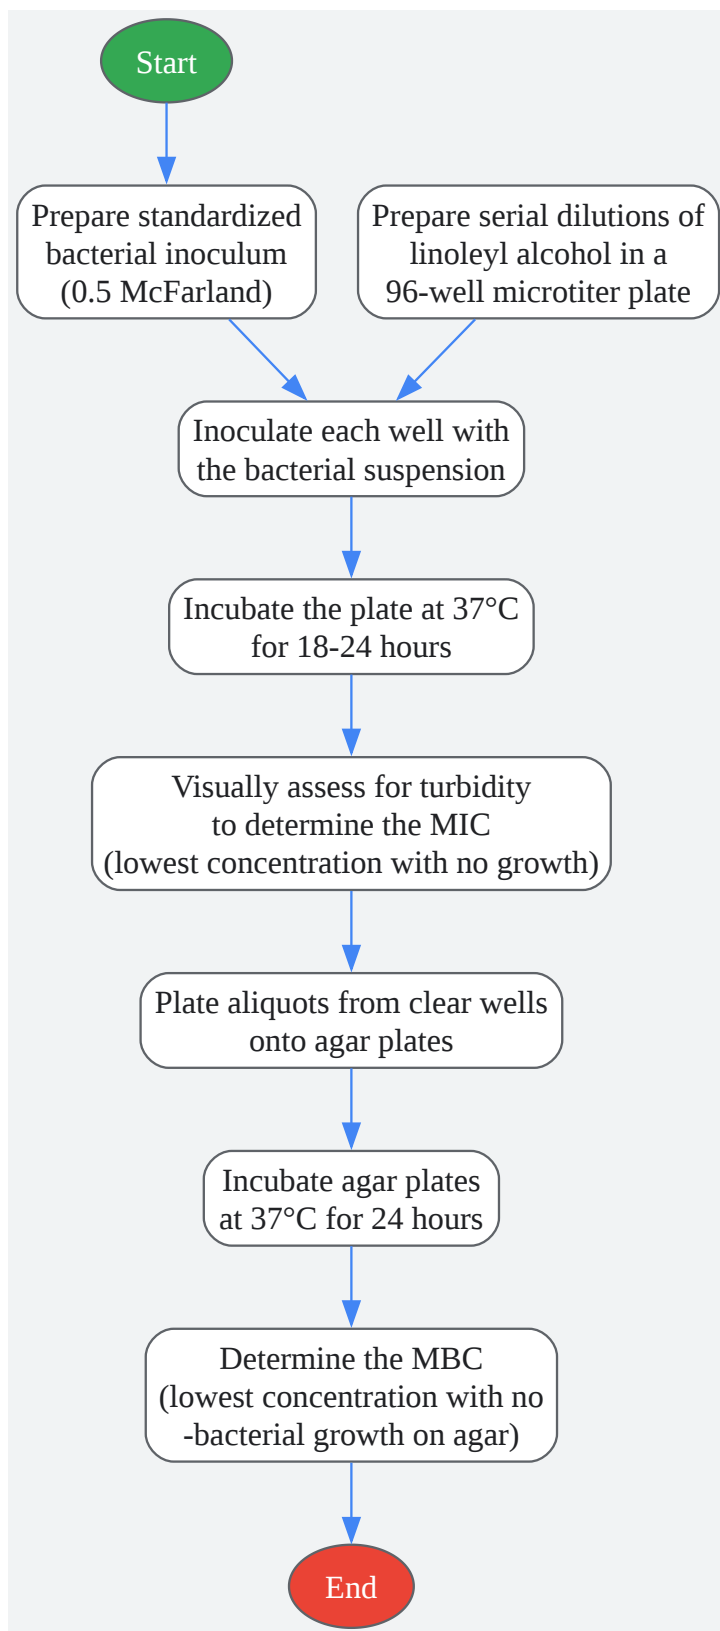 Start
Prepare standardized
bacterial inoculum
(0.5 McFarland)
Prepare serial dilutions of
linoleyl alcohol in a
96-well microtiter plate
Inoculate each well with
the bacterial suspension
Incubate the plate at 37°C
for 18-24 hours
Visually assess for turbidity
to determine the MIC
(lowest concentration with no growth)
Plate aliquots from clear wells
onto agar plates
Incubate agar plates
at 37°C for 24 hours
Determine the MBC
(lowest concentration with no
-bacterial growth on agar)
End